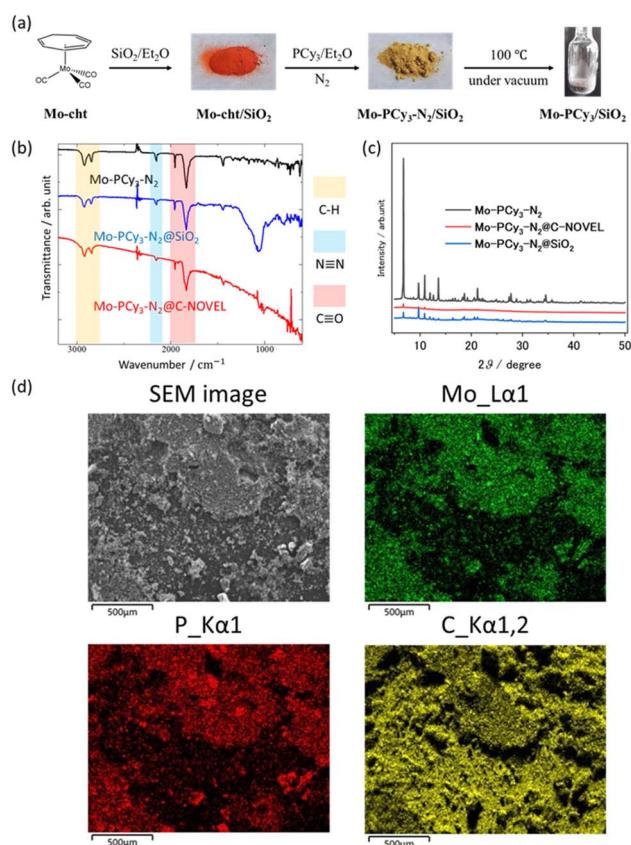 (a)
Mo
OC
CO
CO
SiO₂/Et₂O
PCy₃/Et₂O
N₂
100 ℃
under vacuum
Mo-cht
Mo-cht/SiO₂
Mo-PCy₃-N₂/SiO₂
Mo-PCy₃/SiO₂
(b)
Transmittance / arb. unit
Mo-PCy₃-N₂
Mo-PCy₃-N₂@SiO₂
Mo-PCy₃-N₂@C-NOVEL
3000
2000
1000
Wavenumber / cm⁻¹
C-H
N≡N
C≡O
(c)
Intensity / arb.unit
Mo-PCy₃-N₂
Mo-PCy₃-N₂@C-NOVEL
Mo-PCy₃-N₂@SiO₂
10
20
30
40
50
2ϑ / degree
(d)
SEM image
Mo_Lα1
500μm
500μm
P_Kα1
C_Kα1,2
500μm
500μm